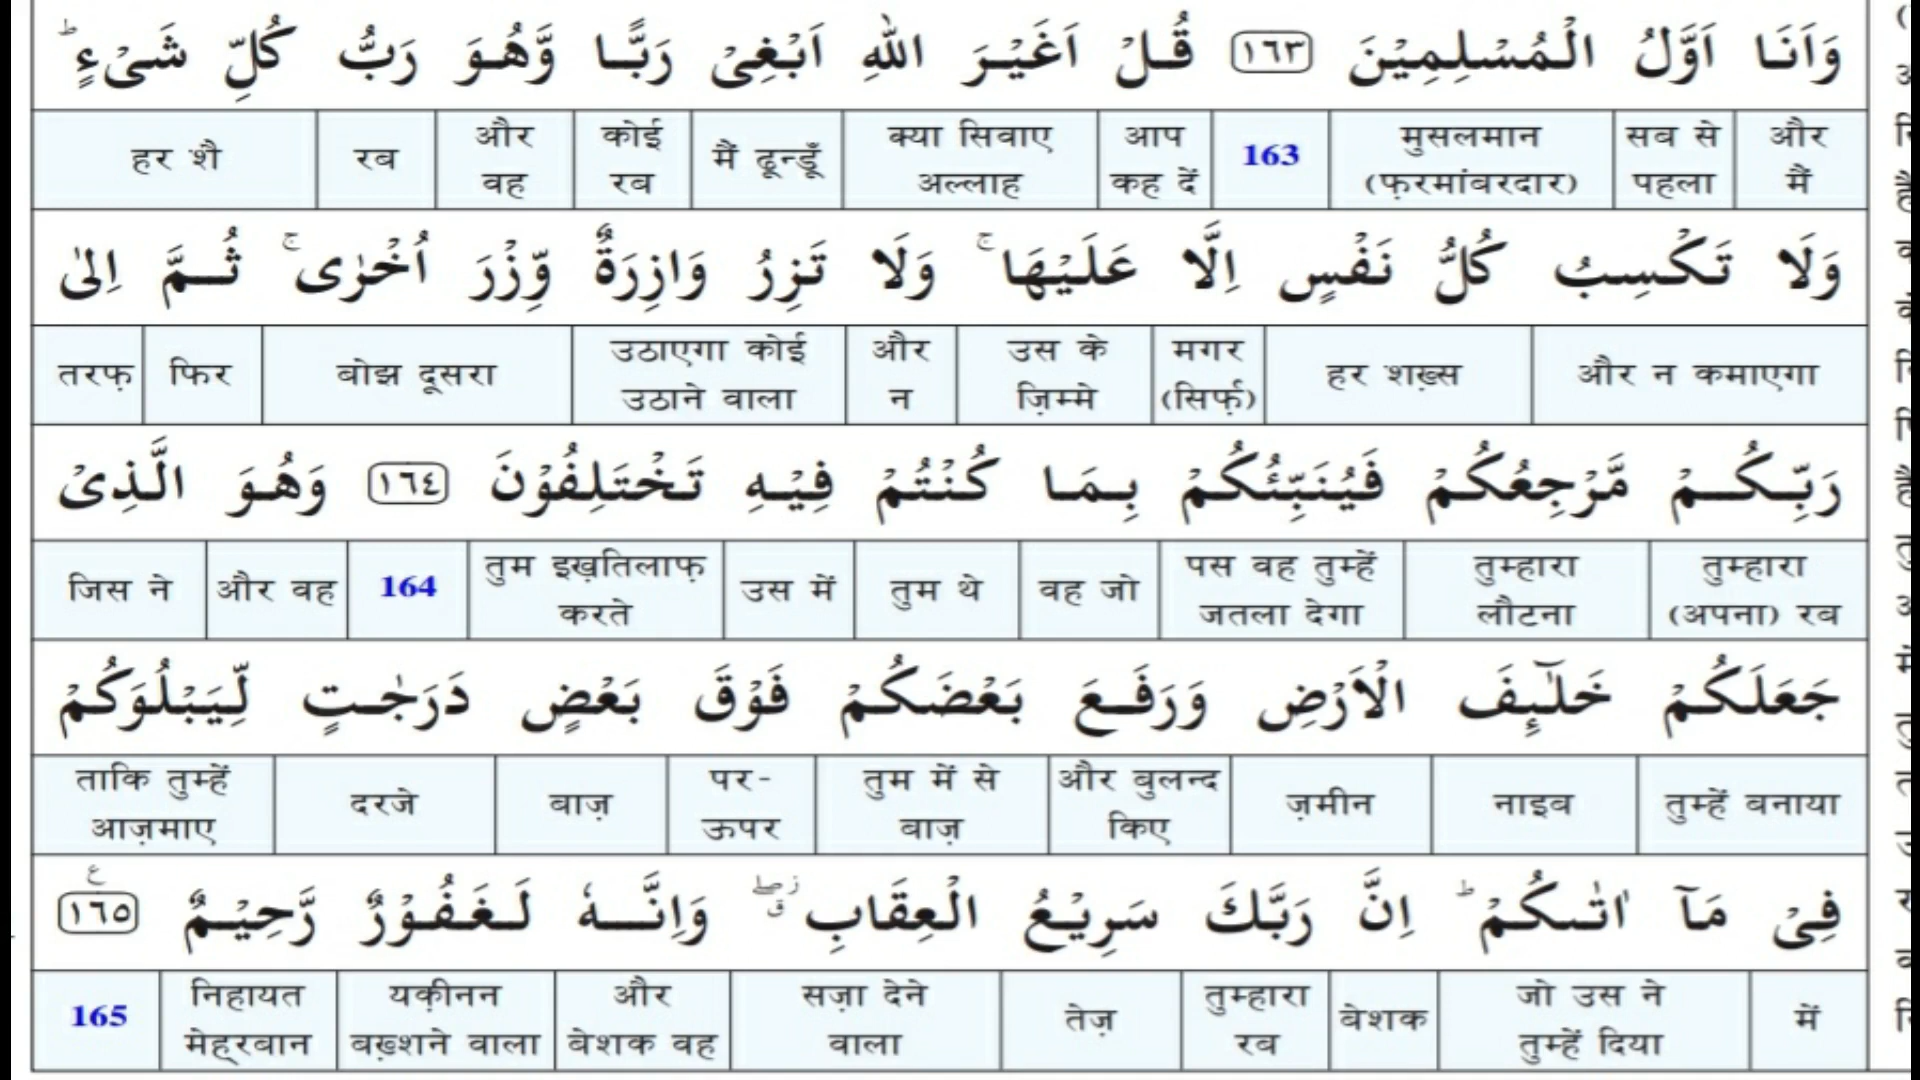 وَاَنَا اَوَّلُ الْمُسْلِمِیْنَ ١٦٣ قُلْ اَغَیْرَ اللّٰهِ اَبْغِیْ رَبًّا وَّهُوَ رَبُّ كُلِّ شَیْءٍ ؕ
और मैं सब से पहला मुसलमान (फ़रमांबरदार) 163 आप कह दें क्या सिवाए अल्लाह मैं ढून्डूँ कोई रब और वह रब हर शै
وَلَا تَكْسِبُ كُلُّ نَفْسٍ اِلَّا عَلَیْهَا ۚ وَلَا تَزِرُ وَازِرَةٌ وِّزْرَ اُخْرٰی ۚ ثُمَّ اِلٰی
और न कमाएगा हर शख़्स मगर (सिर्फ़) उस के ज़िम्मे और न उठाएगा कोई उठाने वाला बोझ दूसरा फिर तरफ़
رَبِّكُمْ مَّرْجِعُكُمْ فَیُنَبِّئُكُمْ بِمَا كُنْتُمْ فِیْهِ تَخْتَلِفُوْنَ ١٦٤ وَهُوَ الَّذِیْ
तुम्हारा (अपना) रब तुम्हारा लौटना पस वह तुम्हें जतला देगा वह जो तुम थे उस में तुम इख़तिलाफ़ करते 164 और वह जिस ने
جَعَلَكُمْ خَلٰٓئِفَ الْاَرْضِ وَرَفَعَ بَعْضَكُمْ فَوْقَ بَعْضٍ دَرَجٰتٍ لِّیَبْلُوَكُمْ
तुम्हें बनाया नाइब ज़मीन और बुलन्द किए तुम में से बाज़ पर- ऊपर बाज़ दरजे ताकि तुम्हें आज़माए
فِیْ مَاۤ اٰتٰىكُمْ ؕ اِنَّ رَبَّكَ سَرِیْعُ الْعِقَابِ ۖ وَاِنَّهٗ لَغَفُوْرٌ رَّحِیْمٌ ١٦٥
में जो उस ने तुम्हें दिया बेशक तुम्हारा रब तेज़ सज़ा देने वाला और बेशक वह यक़ीनन बख़्शने वाला निहायत मेह्रबान 165